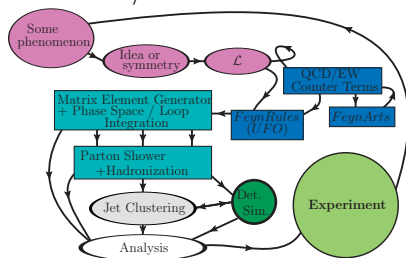 Some
phenomenon
Idea or
symmetry
ℒ
QCD/EW
Counter Terms
FeynRules
(UFO)
FeynArts
Matrix Element Generator
+ Phase Space / Loop
Integration
Parton Shower
+Hadronization
Jet Clustering
Det.
Sim.
Analysis
Experiment